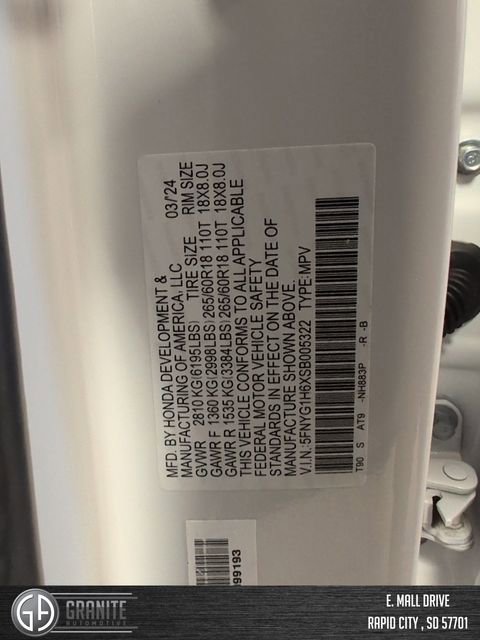 MFD. BY HONDA DEVELOPMENT & 03/24
MANUFACTURING OF AMERICA, LLC
TIRE SIZE RIM SIZE
GVWR 2810 KG(6195LBS)
GAWR F 1360 KG(2998LBS) 265/60R18 110T 18X8.0J
GAWR R 1535 KG(3384LBS) 265/60R18 110T 18X8.0J
THIS VEHICLE CONFORMS TO ALL APPLICABLE
FEDERAL MOTOR VEHICLE SAFETY
STANDARDS IN EFFECT ON THE DATE OF
MANUFACTURE SHOWN ABOVE.
V.I.N.:5FNYG1H6XSB005322 TYPE:MPV
T90 S AT9 -NH883P -R -B
99193
GA GRANITE
AUTOMOTIVE
E. MALL DRIVE
RAPID CITY , SD 57701